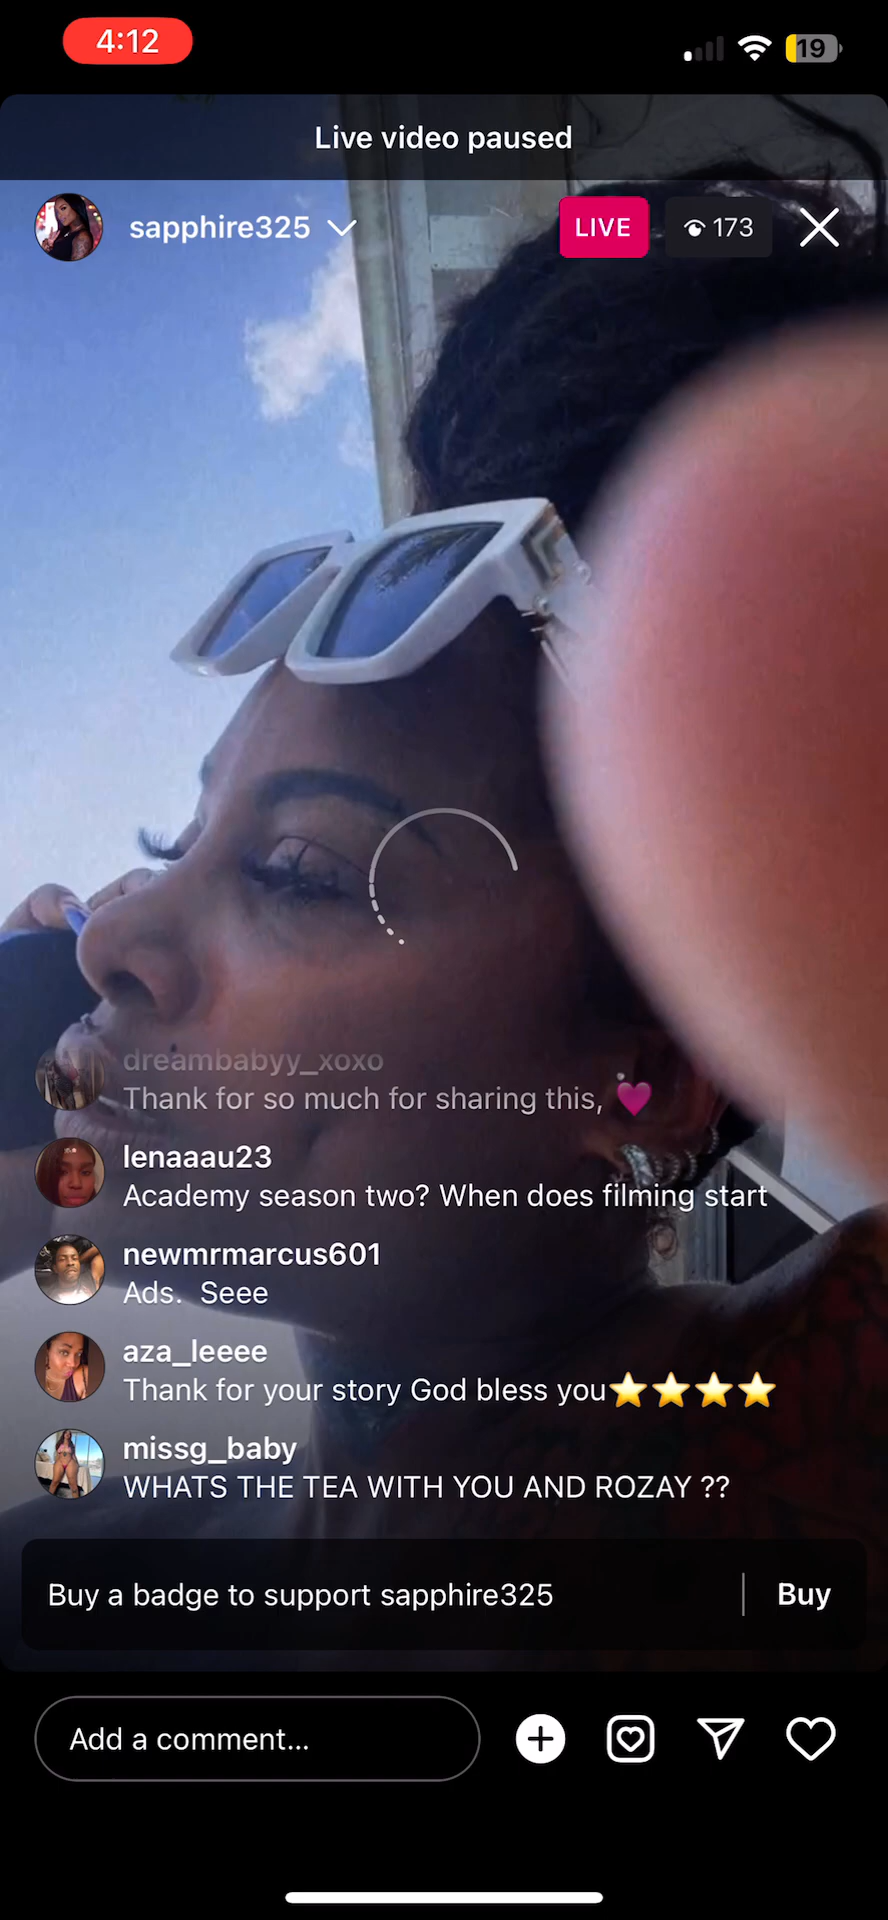 4:12
19
Live video paused
sapphire325
LIVE
173
dreambabyy_xoxo
Thank for so much for sharing this, 💗
lenaaau23
Academy season two? When does filming start
newmrmarcus601
Ads.  Seee
aza_leeee
Thank for your story God bless you⭐⭐⭐⭐
missg_baby
WHATS THE TEA WITH YOU AND ROZAY ??
Buy a badge to support sapphire325
Buy
Add a comment...